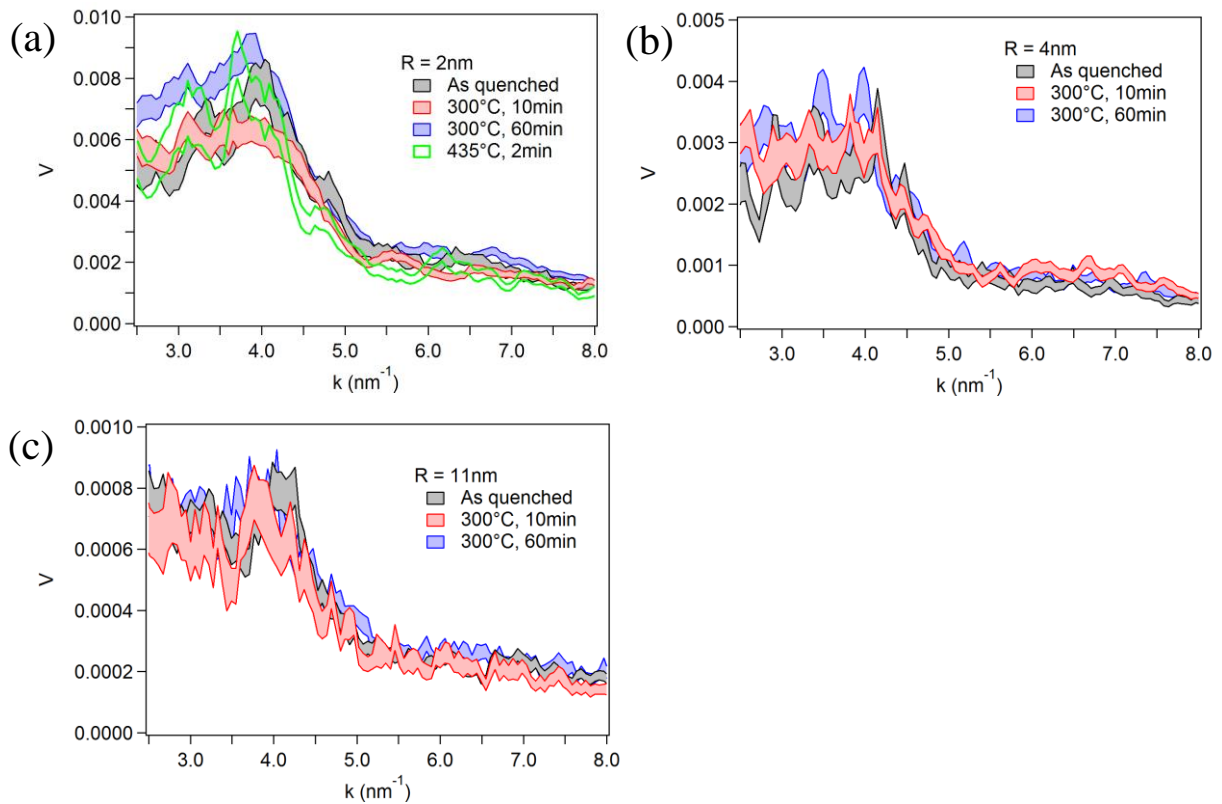 (a)
0.010
0.008
0.006
0.004
0.002
0.000
V
R = 2nm
As quenched
300°C, 10min
300°C, 60min
435°C, 2min
3.0 4.0 5.0 6.0 7.0 8.0
k (nm⁻¹)
(b)
0.005
0.004
0.003
0.002
0.001
0.000
V
R = 4nm
As quenched
300°C, 10min
300°C, 60min
3.0 4.0 5.0 6.0 7.0 8.0
k (nm⁻¹)
(c)
0.0010
0.0008
0.0006
0.0004
0.0002
0.0000
V
R = 11nm
As quenched
300°C, 10min
300°C, 60min
3.0 4.0 5.0 6.0 7.0 8.0
k (nm⁻¹)